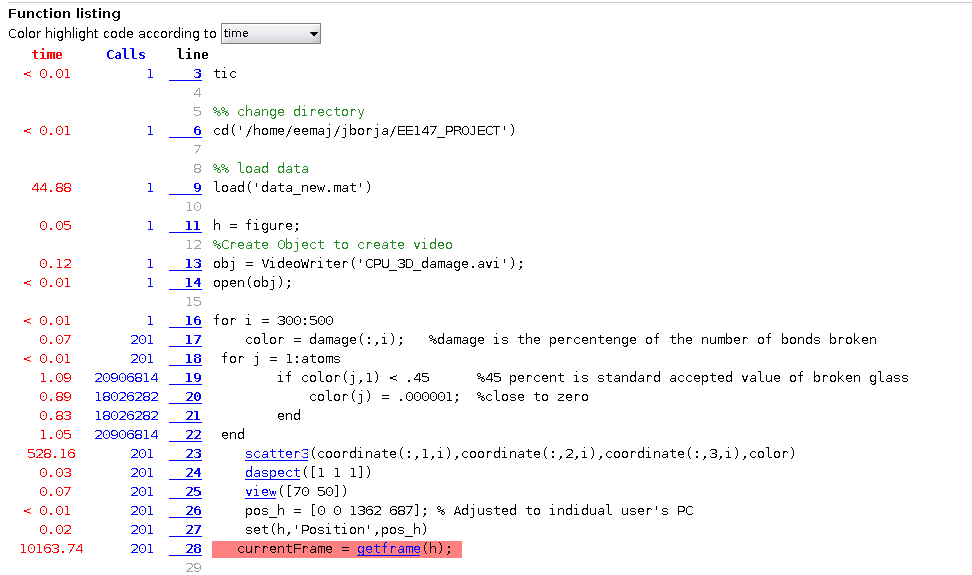 Function listing
Color highlight code according to time
time Calls line
< 0.01 1 3 tic
4
5 %% change directory
< 0.01 1 6 cd('/home/eemaj/jborja/EE147_PROJECT')
7
8 %% load data
44.88 1 9 load('data_new.mat')
10
0.05 1 11 h = figure;
12 %Create Object to create video
0.12 1 13 obj = VideoWriter('CPU_3D_damage.avi');
< 0.01 1 14 open(obj);
15
< 0.01 1 16 for i = 300:500
0.07 201 17 color = damage(:,i); %damage is the percentenge of the number of bonds broken
< 0.01 201 18 for j = 1:atoms
1.09 20906814 19 if color(j,1) < .45 %45 percent is standard accepted value of broken glass
0.89 18026282 20 color(j) = .000001; %close to zero
0.83 18026282 21 end
1.05 20906814 22 end
528.16 201 23 scatter3(coordinate(:,1,i),coordinate(:,2,i),coordinate(:,3,i),color)
0.03 201 24 daspect([1 1 1])
0.07 201 25 view([70 50])
< 0.01 201 26 pos_h = [0 0 1362 687]; % Adjusted to indidual user's PC
0.02 201 27 set(h,'Position',pos_h)
10163.74 201 28 currentFrame = getframe(h);
29